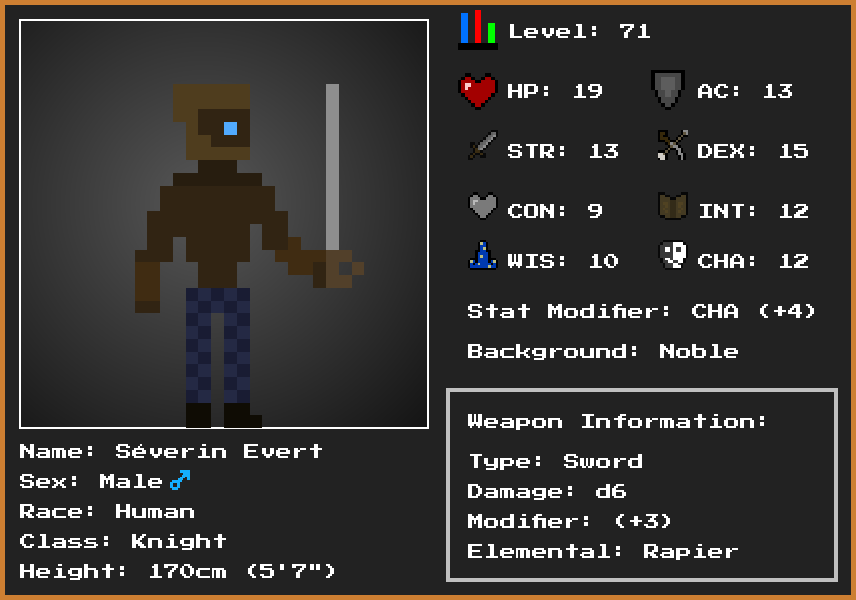 Level: 71
HP: 19
AC: 13
STR: 13
DEX: 15
CON: 9
INT: 12
WIS: 10
CHA: 12
Stat Modifier: CHA (+4)
Background: Noble
Weapon Information:
Type: Sword
Damage: d6
Modifier: (+3)
Elemental: Rapier
Name: Séverin Evert
Sex: Male♂
Race: Human
Class: Knight
Height: 170cm (5'7")